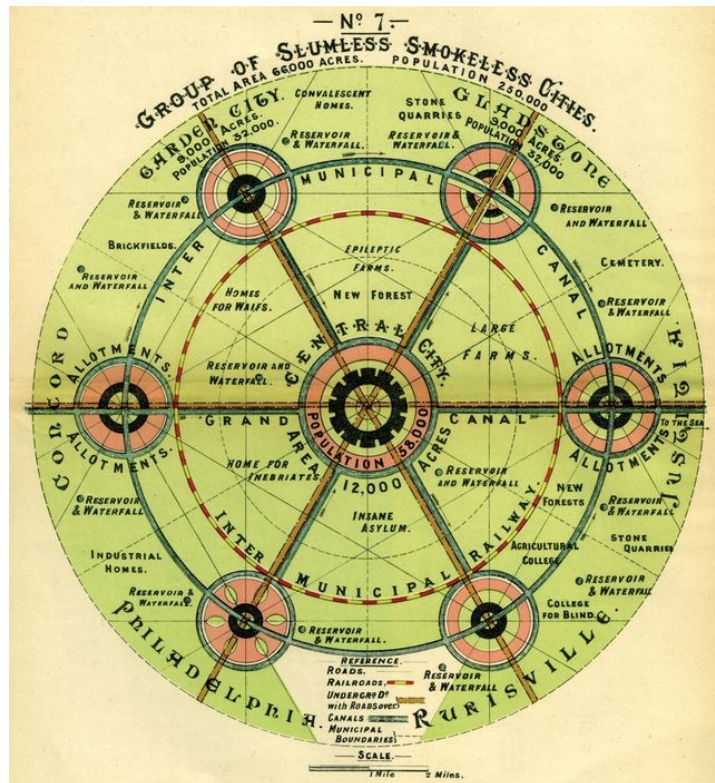 — Nº 7. —
GROUP OF SLUMLESS SMOKELESS CITIES.
TOTAL AREA 66,000 ACRES. POPULATION 250,000
GARDEN CITY.
9,000 ACRES.
POPULATION 32,000.
GLADSTONE
9,000 ACRES.
POPULATION
32,000
CONVALESCENT
HOMES.
STONE
QUARRIES
RESERVOIR
& WATERFALL
RESERVOIR &
WATERFALL.
INTER MUNICIPAL CANAL
RESERVOIR
& WATERFALL
RESERVOIR
AND WATERFALL
BRICKFIELDS.
EPILEPTIC
FARMS.
CEMETERY.
RESERVOIR
AND WATERFALL
HOMES
FOR WAIFS.
NEW FOREST
RESERVOIR
& WATERFALL
LARGE
FARMS.
CENTRAL CITY.
CONCORD
ALLOTMENTS.
RESERVOIR AND
WATERFALL.
ALLOTMENTS
JUSTITIA
GRAND CANAL
TO THE SEA
POPULATION 58,000
AREA
12,000
ACRES
ALLOTMENTS.
ALLOTMENTS
HOME FOR
INEBRIATES.
RESERVOIR
AND WATERFALL
RESERVOIR
& WATERFALL
NEW
FORESTS
INSANE
ASYLUM.
STONE
QUARRIES
INTER MUNICIPAL RAILWAY.
AGRICULTURAL
COLLEGE
INDUSTRIAL
HOMES.
RESERVOIR &
WATERFALL.
RESERVOIR
& WATERFALL
COLLEGE
FOR BLIND.
PHILADELPHIA.
RESERVOIR &
WATERFALL.
RURISVILLE.
RESERVOIR
& WATERFALL
REFERENCE.
ROADS.
RAILROADS.
UNDERGRD Dº
with ROADS over
CANALS
MUNICIPAL
BOUNDARIES
— SCALE. —
1 Mile 2 Miles.